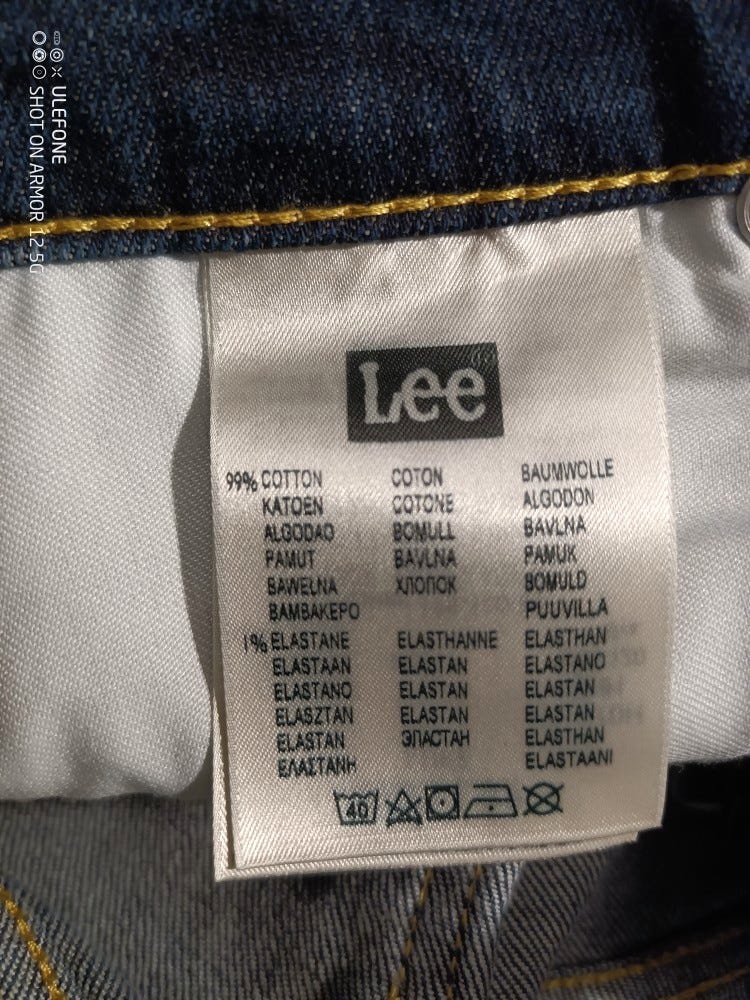 ULEFONE
SHOT ON ARMOR 12 5G
Lee
99% COTTON COTON BAUMWOLLE
KATOEN COTONE ALGODON
ALGODAO BOMULL BAVLNA
PAMUT BAVLNA PAMUK
BAWEŁNA ХЛОПОК BOMULD
BAMBAKEPO PUUVILLA
1% ELASTANE ELASTHANNE ELASTHAN
ELASTAAN ELASTAN ELASTANO
ELASTANO ELASTAN ELASTAN
ELASZTAN ELASTAN ELASTAN
ELASTAN ЭЛАСТАН ELASTHAN
ΕΛΑΣΤΑΝΗ ELASTAANI
40